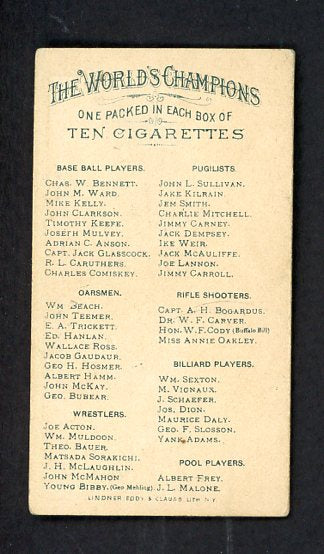 THE WORLD'S CHAMPIONS
ONE PACKED IN EACH BOX OF
TEN CIGARETTES
BASE BALL PLAYERS.
CHAS. W. BENNETT.
JOHN M. WARD.
MIKE KELLY.
JOHN CLARKSON.
TIMOTHY KEEFE.
JOSEPH MULVEY.
ADRIAN C. ANSON.
CAPT. JACK GLASSCOCK.
R. L. CARUTHERS.
CHARLES COMISKEY.
OARSMEN.
WM. BEACH.
JOHN TEEMER.
E. A. TRICKETT.
ED. HANLAN.
WALLACE ROSS.
JACOB GAUDAUR.
GEO H. HOSMER.
ALBERT HAMM.
JOHN McKAY.
GEO. BUBEAR.
WRESTLERS.
JOE ACTON.
WM. MULDOON.
THEO. BAUER.
MATSADA SORAKICHI.
J. H. McLAUGHLIN.
JOHN McMAHON
YOUNG BIBBY. (Geo Mehling).
PUGILISTS.
JOHN L. SULLIVAN.
JAKE KILRAIN.
JEM SMITH.
CHARLIE MITCHELL.
JIMMY CARNEY.
JACK DEMPSEY.
IKE WEIR.
JACK McAULIFFE.
JOE LANNON.
JIMMY CARROLL.
RIFLE SHOOTERS.
CAPT. A. H. BOGARDUS.
DR. W. F. CARVER.
HON. W. F. CODY (Buffalo Bill)
MISS ANNIE OAKLEY.
BILLIARD PLAYERS.
WM. SEXTON.
M. VIGNAUX.
J. SCHAEFER.
JOS. DION.
MAURICE DALY.
GEO. F. SLOSSON.
YANK ADAMS.
POOL PLAYERS.
ALBERT FREY.
J. L. MALONE.
LINDNER, EDDY & CLAUSS, LITH. N.Y.